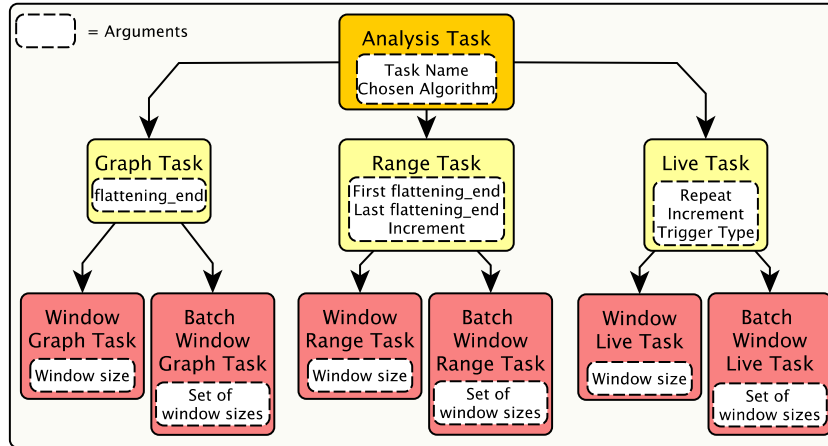 = Arguments
Analysis Task
Task Name
Chosen Algorithm
Graph Task
flattening_end
Range Task
First flattening_end
Last flattening_end
Increment
Live Task
Repeat
Increment
Trigger Type
Window
Graph Task
Window size
Batch
Window
Graph Task
Set of
window sizes
Window
Range Task
Window size
Batch
Window
Range Task
Set of
window sizes
Window
Live Task
Window size
Batch
Window
Live Task
Set of
window sizes